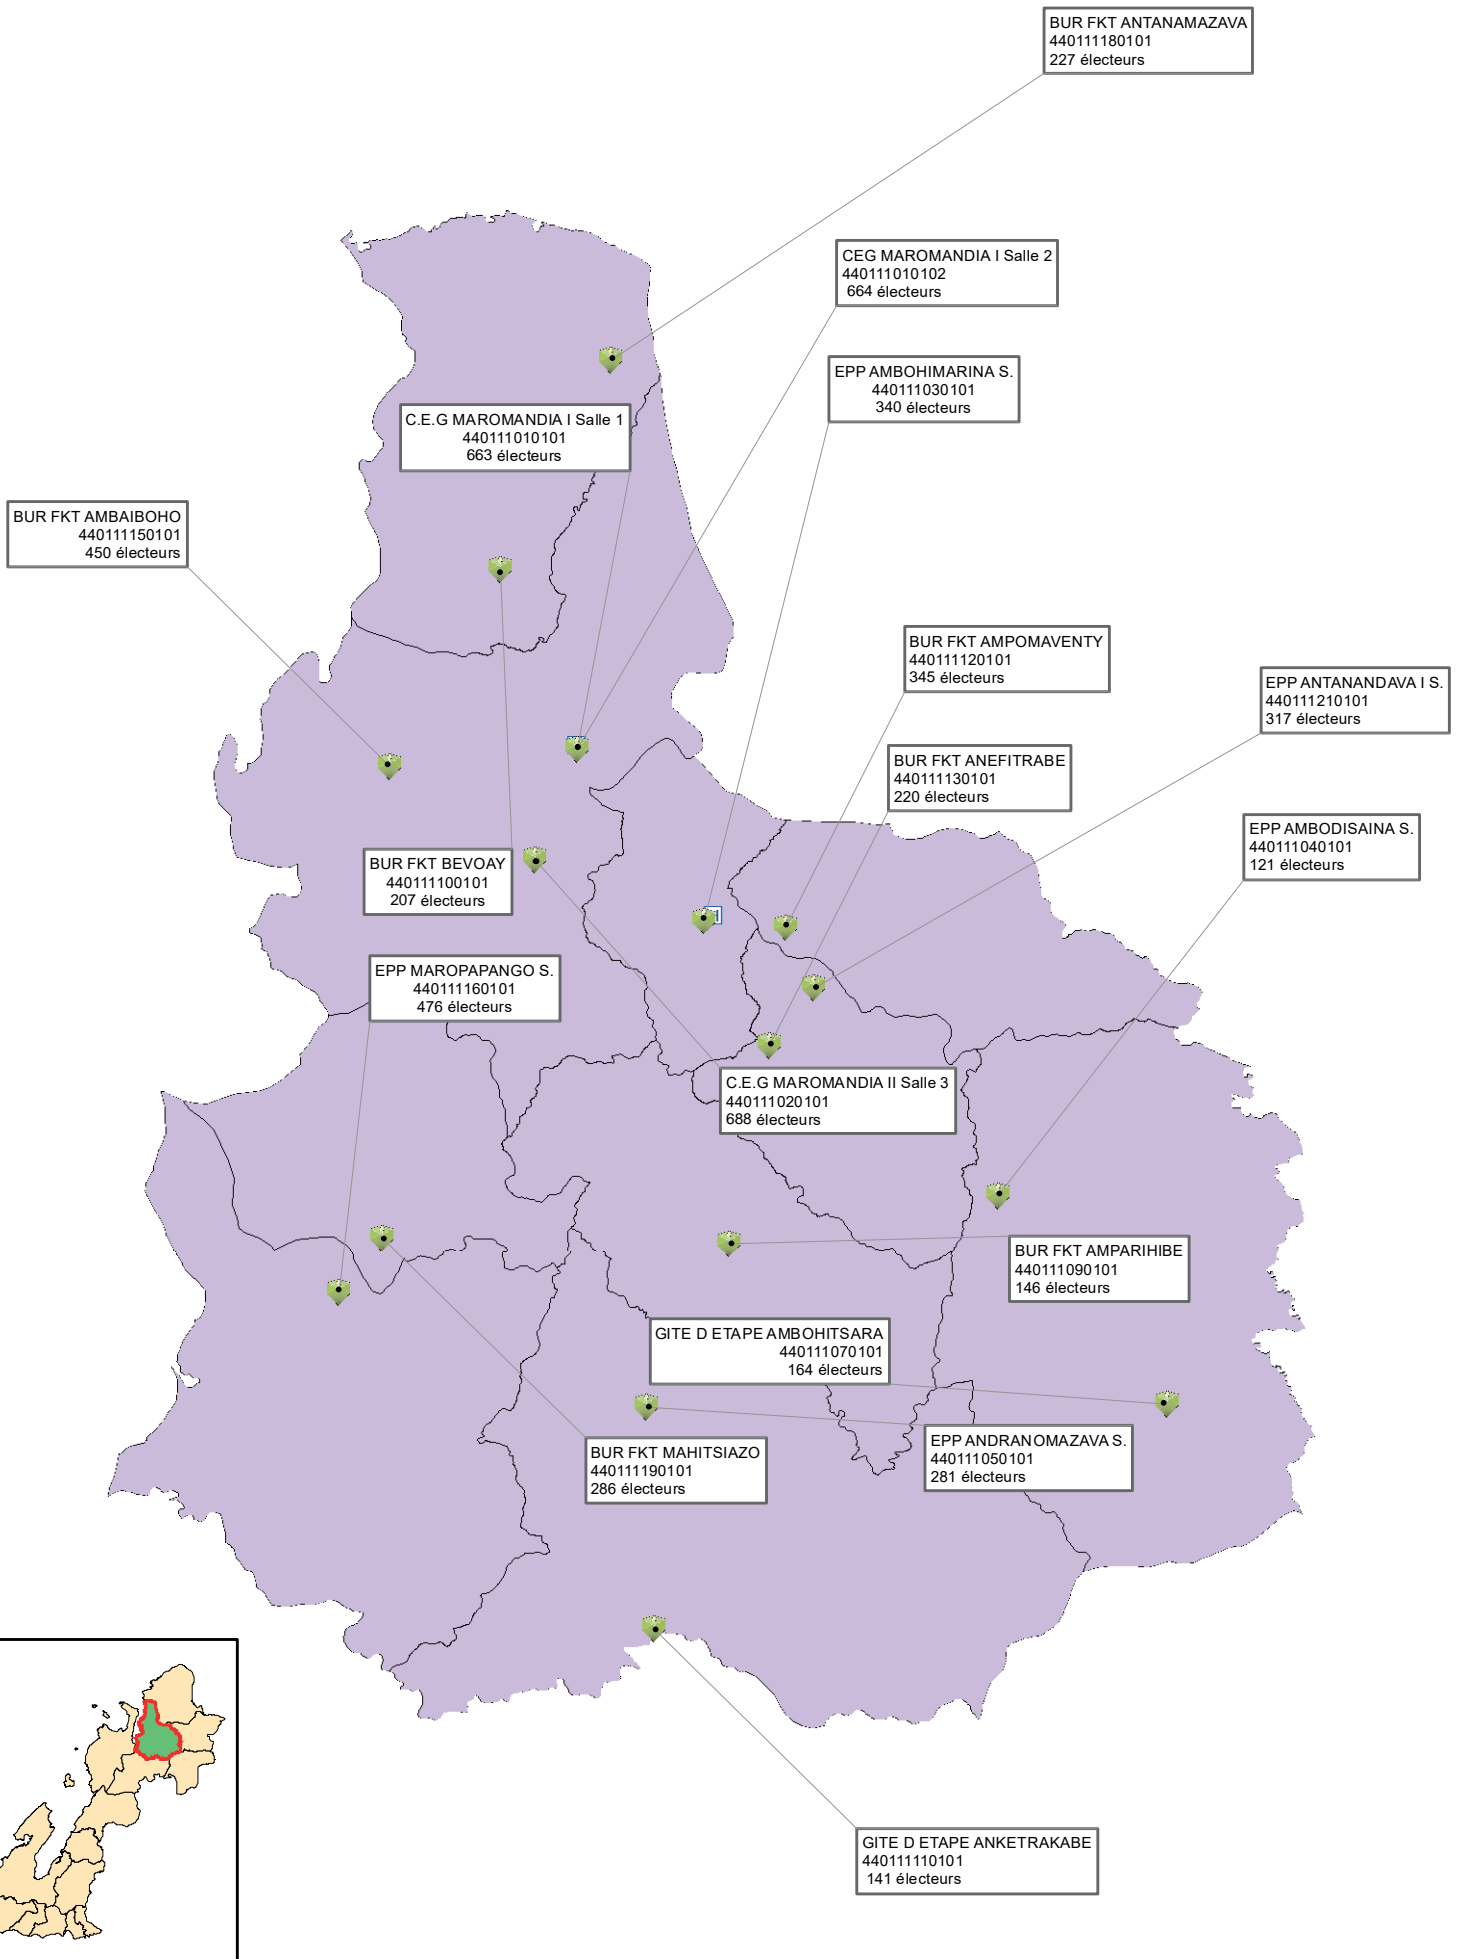 BUR FKT ANTANAMAZAVA
440111180101
227 électeurs
CEG MAROMANDIA I Salle 2
440111010102
664 électeurs
EPP AMBOHIMARINA S.
440111030101
340 électeurs
C.E.G MAROMANDIA I Salle 1
440111010101
663 électeurs
BUR FKT AMBAIBOHO
440111150101
450 électeurs
BUR FKT AMPOMAVENTY
440111120101
345 électeurs
EPP ANTANANDAVA I S.
440111210101
317 électeurs
BUR FKT ANEFITRABE
440111130101
220 électeurs
EPP AMBODISAINA S.
440111040101
121 électeurs
BUR FKT BEVOAY
440111100101
207 électeurs
EPP MAROPAPANGO S.
440111160101
476 électeurs
C.E.G MAROMANDIA II Salle 3
440111020101
688 électeurs
BUR FKT AMPARIHIBE
440111090101
146 électeurs
GITE D ETAPE AMBOHITSARA
440111070101
164 électeurs
EPP ANDRANOMAZAVA S.
440111050101
281 électeurs
BUR FKT MAHITSIAZO
440111190101
286 électeurs
GITE D ETAPE ANKETRAKABE
440111110101
141 électeurs